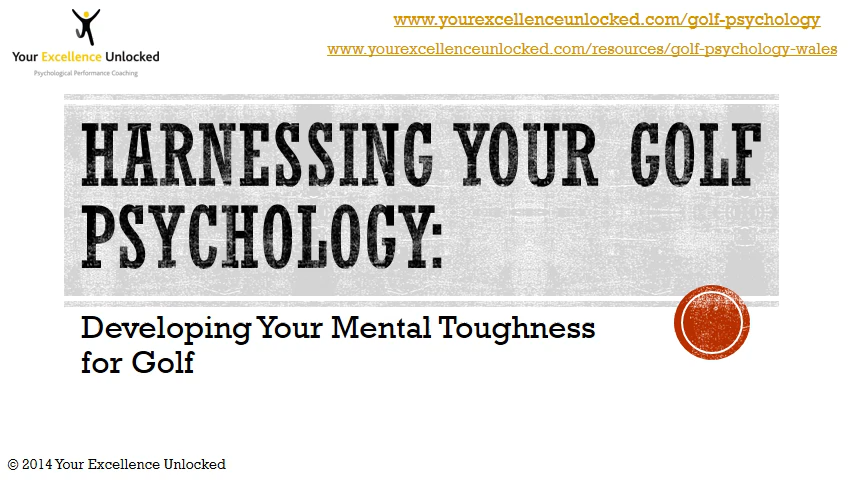 www.yourexcellenceunlocked.com/golf-psychology
Your Excellence Unlocked
Psychological Performance Coaching
www.yourexcellenceunlocked.com/resources/golf-psychology-wales
HARNESSING YOUR GOLF
PSYCHOLOGY:
Developing Your Mental Toughness
for Golf
© 2014 Your Excellence Unlocked